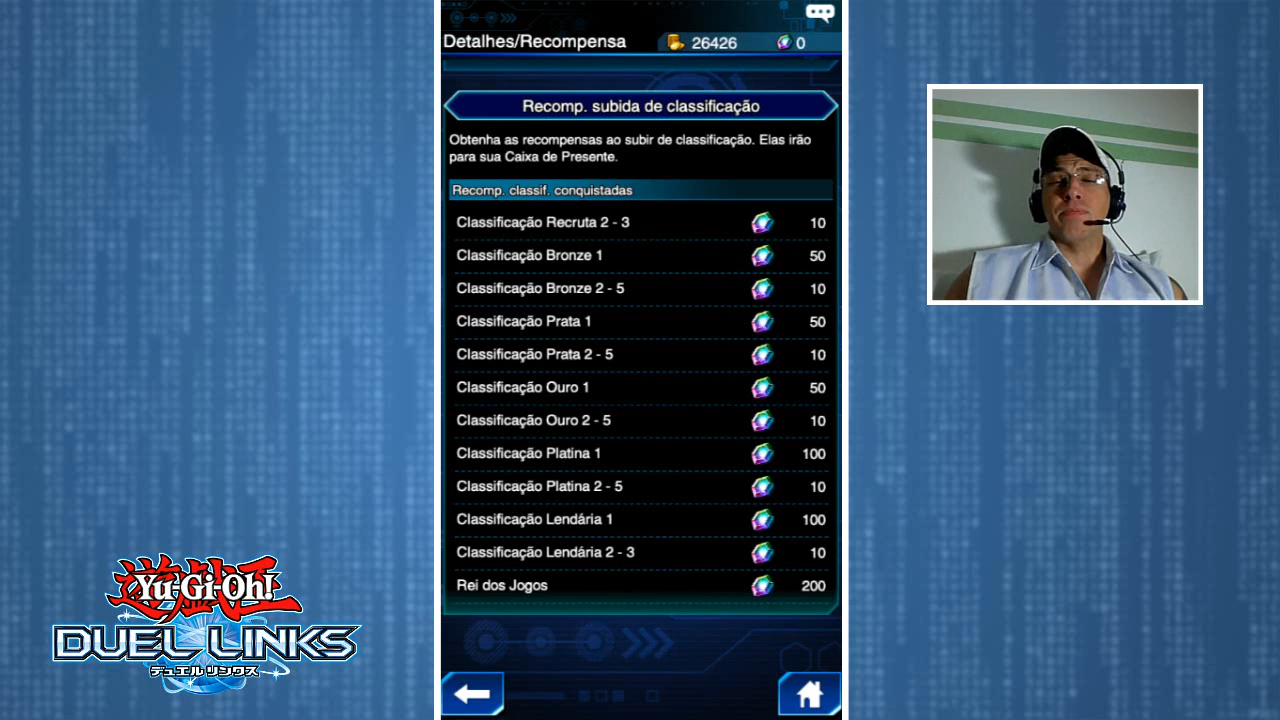 Detalhes/Recompensa
26426
0
Recomp. subida de classificação
Obtenha as recompensas ao subir de classificação. Elas irão
para sua Caixa de Presente.
Recomp. classif. conquistadas
Classificação Recruta 2 - 3 10
Classificação Bronze 1 50
Classificação Bronze 2 - 5 10
Classificação Prata 1 50
Classificação Prata 2 - 5 10
Classificação Ouro 1 50
Classificação Ouro 2 - 5 10
Classificação Platina 1 100
Classificação Platina 2 - 5 10
Classificação Lendária 1 100
Classificação Lendária 2 - 3 10
Rei dos Jogos 200
遊戯王
Yu-Gi-Oh!
DUEL LINKS
デュエル リンクス